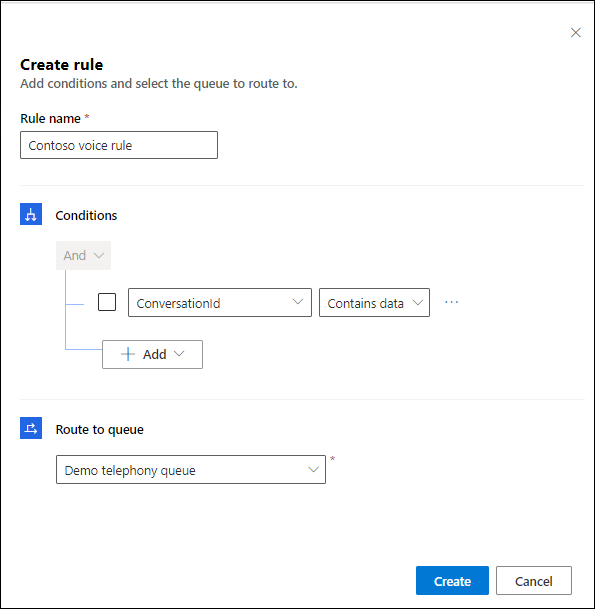 Create rule
Add conditions and select the queue to route to.
Rule name *
Contoso voice rule
Conditions
And
ConversationId Contains data ...
+ Add
Route to queue
Demo telephony queue *
Create Cancel